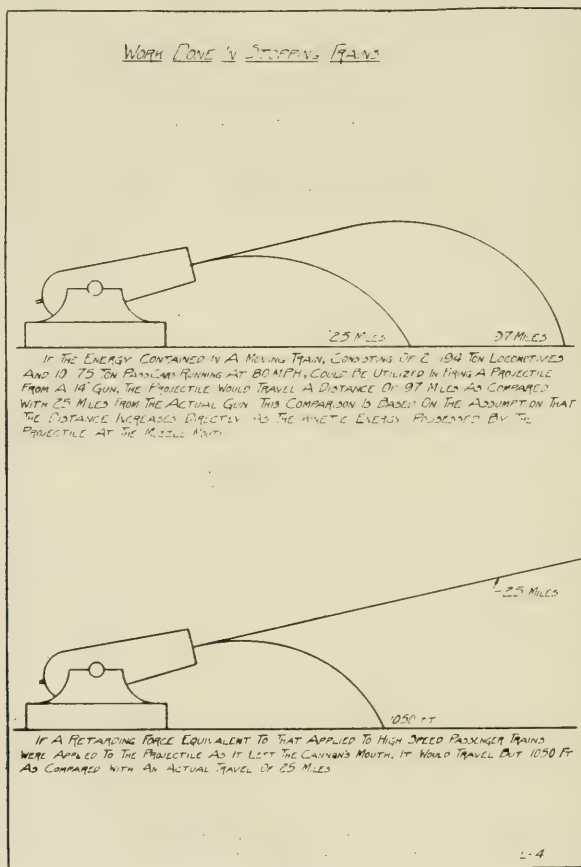 WORK DONE IN STOPPING TRAINS
25 MILES 97 MILES
IF THE ENERGY CONTAINED IN A MOVING TRAIN, CONSISTING OF 2 194 TON LOCOMOTIVES
AND 10 75 TON PASS.CARS RUNNING AT 80 MPH, COULD BE UTILIZED IN FIRING A PROJECTILE
FROM A 14" GUN, THE PROJECTILE WOULD TRAVEL A DISTANCE OF 97 MILES AS COMPARED
WITH 25 MILES FROM THE ACTUAL GUN THIS COMPARISON IS BASED ON THE ASSUMPTION THAT
THE DISTANCE INCREASES DIRECTLY AS THE KINETIC ENERGY POSSESSED BY THE
PROJECTILE AT THE MUZZLE MOUTH
25 MILES
1050 FT
IF A RETARDING FORCE EQUIVALENT TO THAT APPLIED TO HIGH SPEED PASSENGER TRAINS
WERE APPLIED TO THE PROJECTILE AS IT LEFT THE CANNON'S MOUTH, IT WOULD TRAVEL BUT 1050 FT
AS COMPARED WITH AN ACTUAL TRAVEL OF 25 MILES
L-4